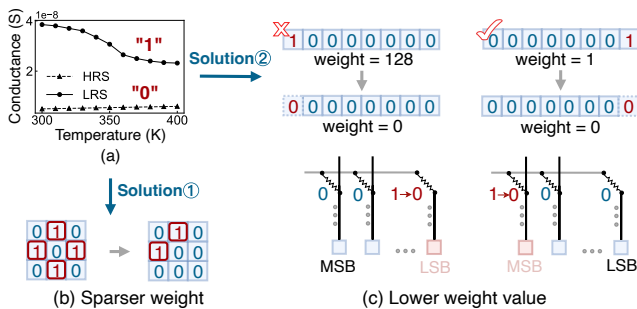 1e−8
4
2
Conductance (S)
"1"
HRS
LRS
"0"
300 320 340 360 380 400
Temperature (K)
(a)
Solution②
1 0 0 0 0 0 0 0
weight = 128
0 0 0 0 0 0 0 0
weight = 0
0 0 0 0 0 0 0 1
weight = 1
0 0 0 0 0 0 0 0
weight = 0
Solution①
0 1 0
1 0 1
0 1 0
0 1 0
1 0 0
0 0 0
(b) Sparser weight
0 0 1→0
MSB ... LSB
1→0 0 0
MSB ... LSB
(c) Lower weight value